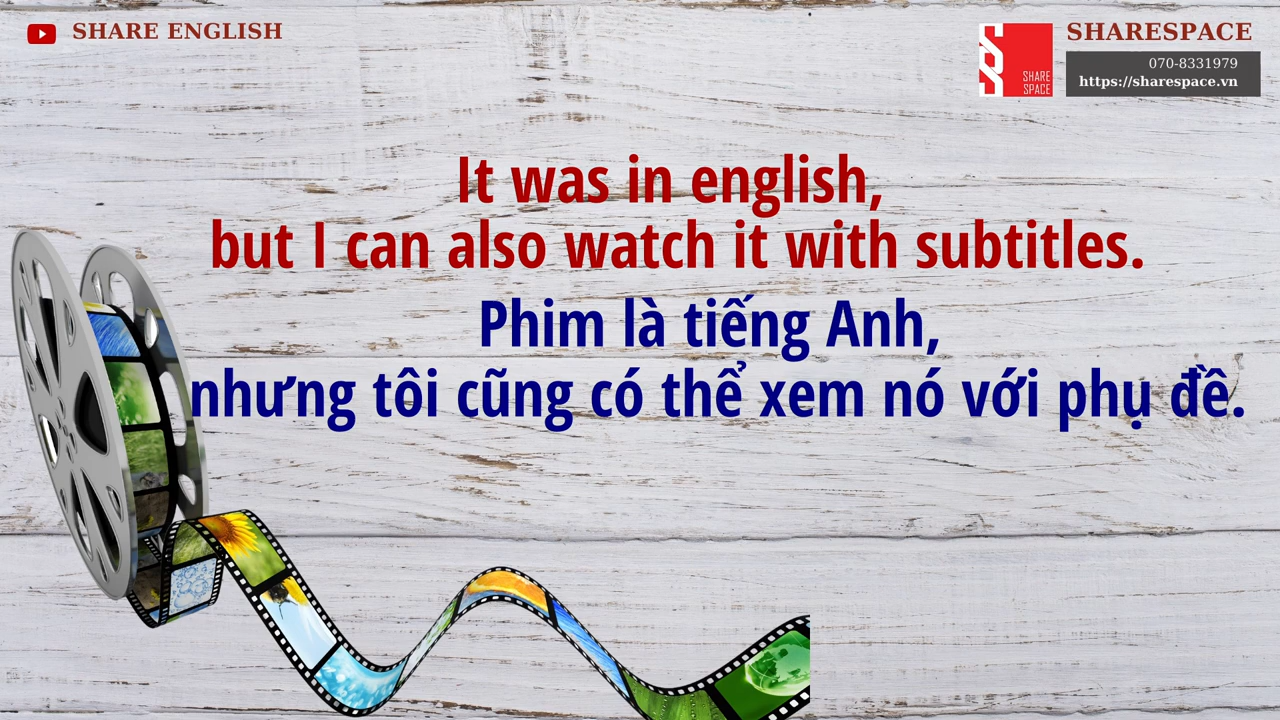 SHARE ENGLISH
SHARE
SPACE
SHARESPACE
070-8331979
https://sharespace.vn
It was in english,
but I can also watch it with subtitles.
Phim là tiếng Anh,
nhưng tôi cũng có thể xem nó với phụ đề.